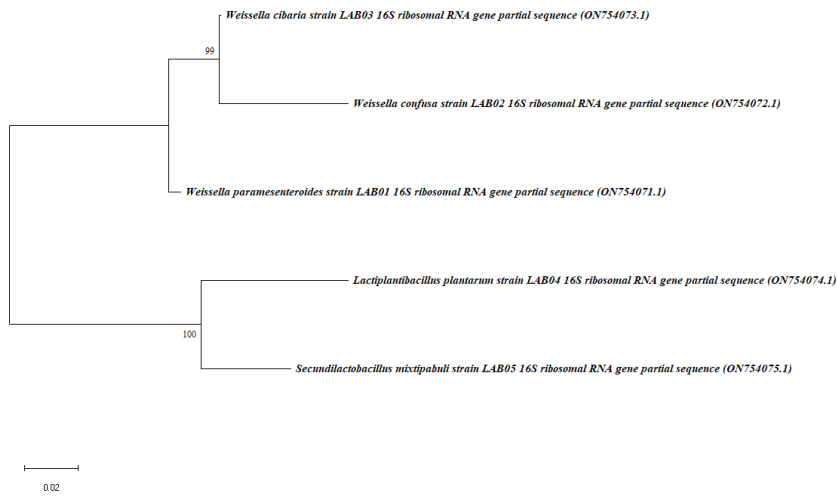 Weissella cibaria strain LAB03 16S ribosomal RNA gene partial sequence (ON754073.1)
99
Weissella confusa strain LAB02 16S ribosomal RNA gene partial sequence (ON754072.1)
Weissella paramesenteroides strain LAB01 16S ribosomal RNA gene partial sequence (ON754071.1)
Lactiplantibacillus plantarum strain LAB04 16S ribosomal RNA gene partial sequence (ON754074.1)
100
Secundilactobacillus mixtipabuli strain LAB05 16S ribosomal RNA gene partial sequence (ON754075.1)
0.02